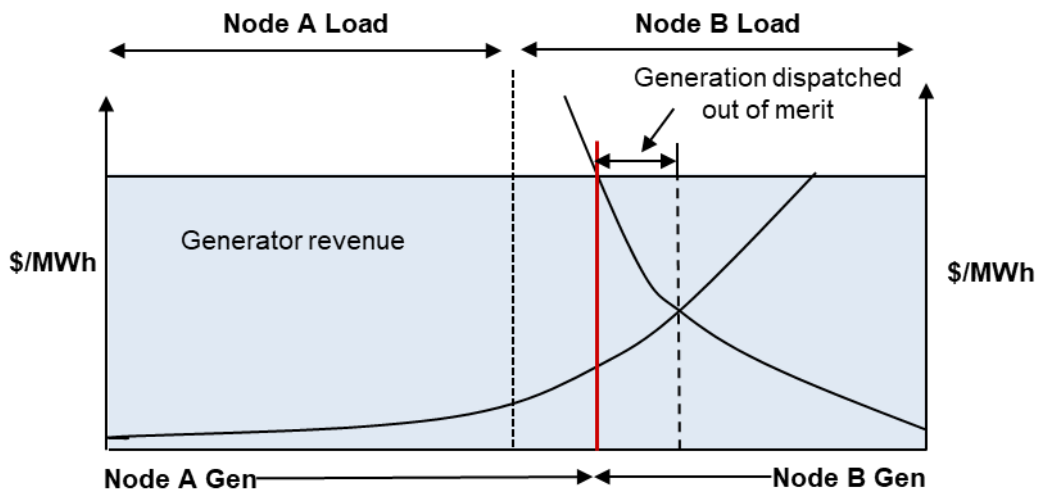 Node A Load
Node B Load
Generation dispatched
out of merit
Generator revenue
$/MWh
$/MWh
Node A Gen
Node B Gen